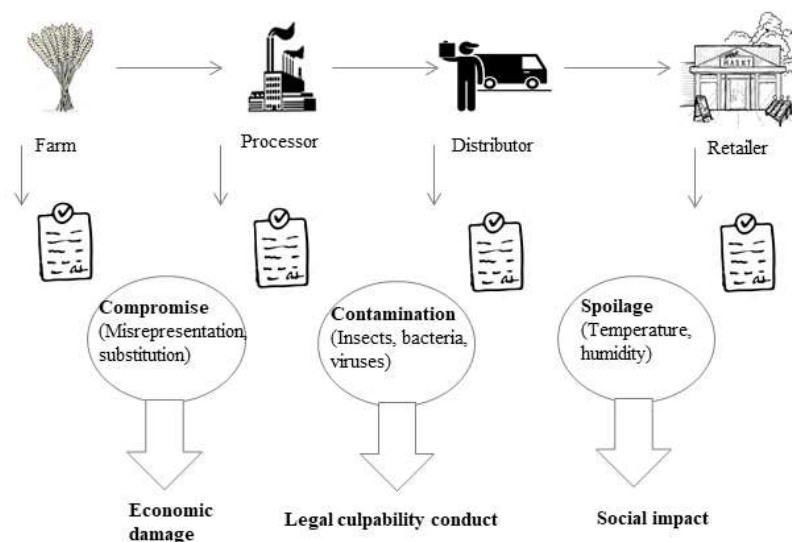 MARKT
Farm
Processor
Distributor
Retailer
Compromise
(Misrepresentation,
substitution)
Contamination
(Insects, bacteria,
viruses)
Spoilage
(Temperature,
humidity)
Economic
damage
Legal culpability conduct
Social impact